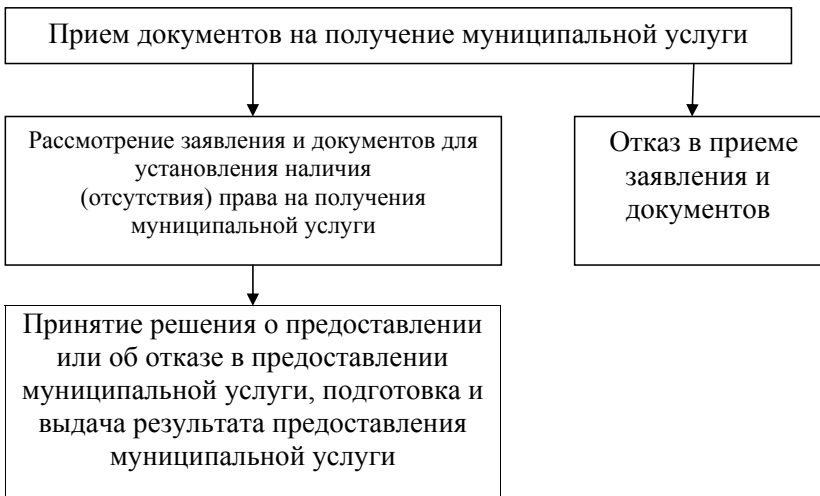 Прием документов на получение муниципальной услуги
Рассмотрение заявления и документов для
установления наличия
(отсутствия) права на получения
муниципальной услуги
Отказ в приеме
заявления и
документов
Принятие решения о предоставлении
или об отказе в предоставлении
муниципальной услуги, подготовка и
выдача результата предоставления
муниципальной услуги